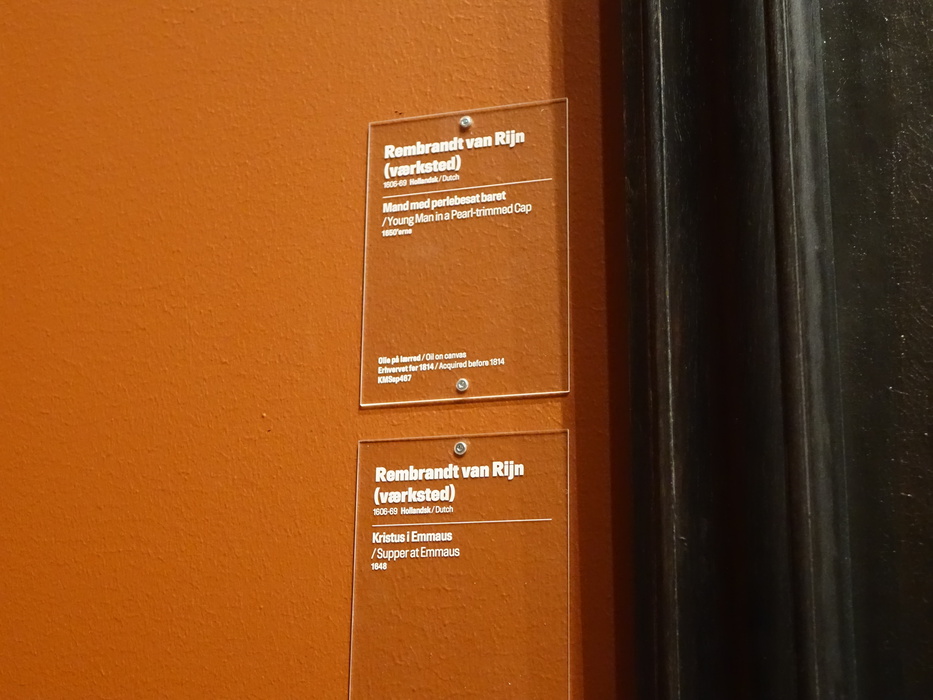 Rembrandt van Rijn
(værksted)
1606-69 Hollandsk / Dutch
Mand med perlebesat baret
/ Young Man in a Pearl-trimmed Cap
1650'erne
Olie på lærred / Oil on canvas
Erhvervet før 1814 / Acquired before 1814
KMSsp467
Rembrandt van Rijn
(værksted)
1606-69 Hollandsk / Dutch
Kristus i Emmaus
/ Supper at Emmaus
1648